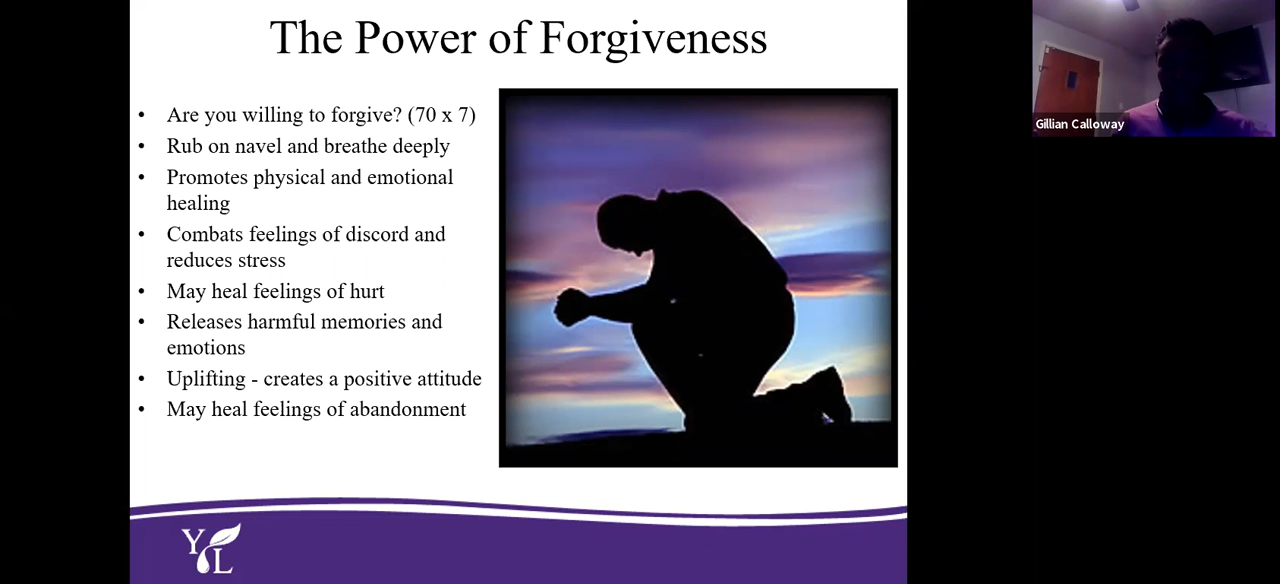 The Power of Forgiveness
• Are you willing to forgive? (70 x 7)
• Rub on navel and breathe deeply
• Promotes physical and emotional
healing
• Combats feelings of discord and
reduces stress
• May heal feelings of hurt
• Releases harmful memories and
emotions
• Uplifting - creates a positive attitude
• May heal feelings of abandonment
YL
Gillian Calloway